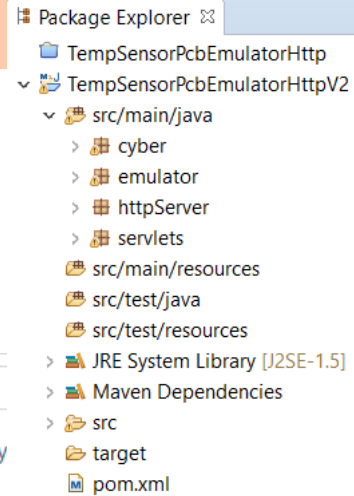 Package Explorer
TempSensorPcbEmulatorHttp
TempSensorPcbEmulatorHttpV2
src/main/java
cyber
emulator
httpServer
servlets
src/main/resources
src/test/java
src/test/resources
JRE System Library [J2SE-1.5]
Maven Dependencies
src
target
pom.xml